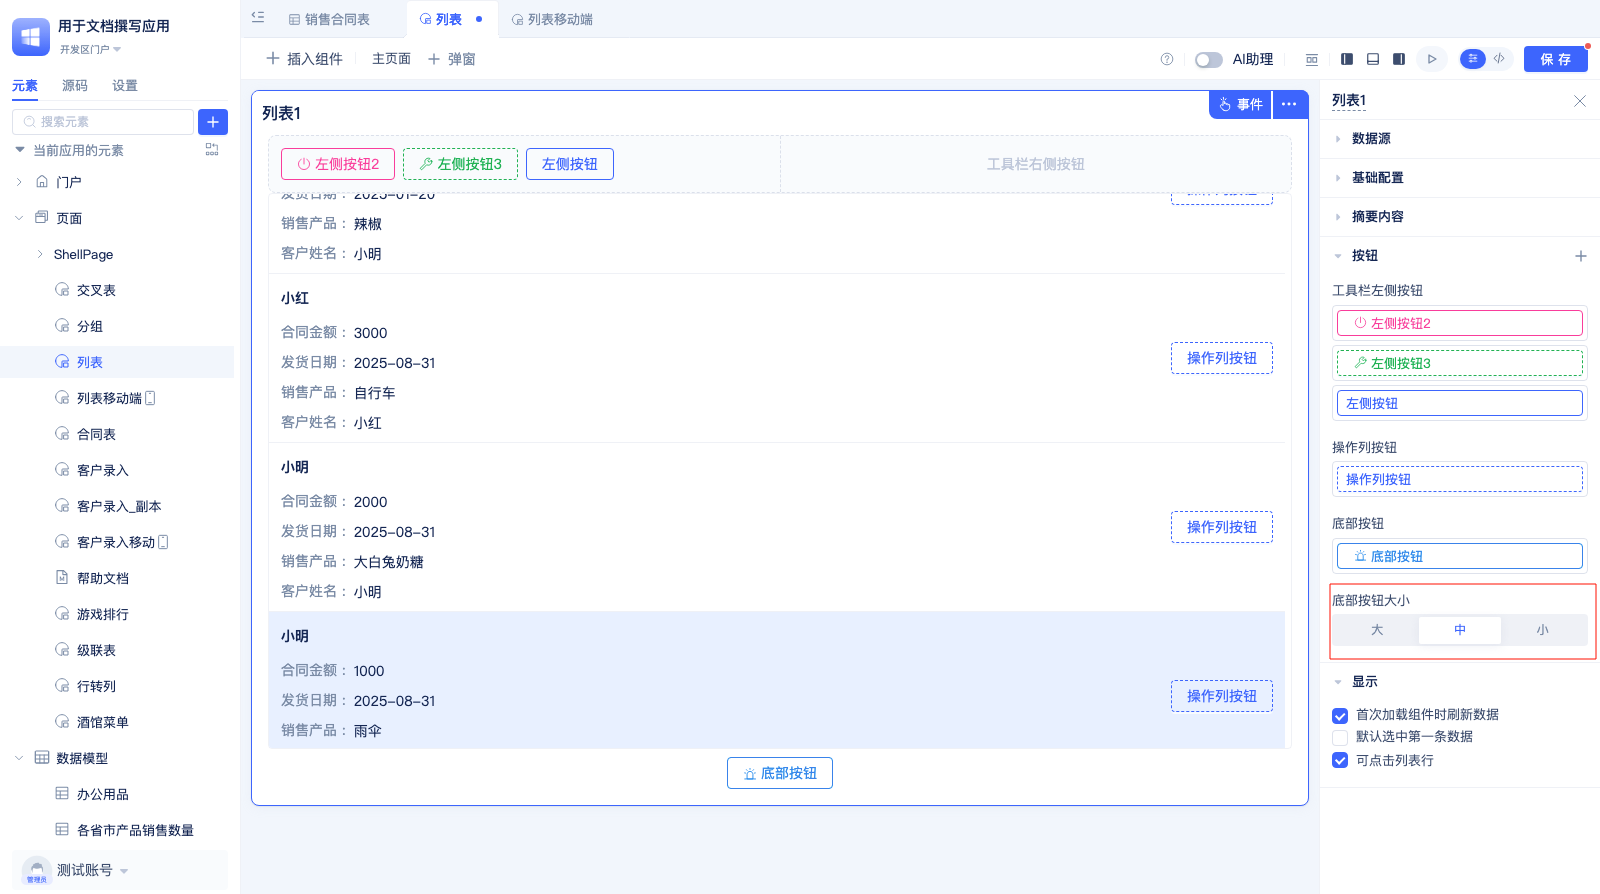 用于文档撰写应用
开发区门户
元素 源码 设置
搜索元素
当前应用的元素
门户
页面
ShellPage
交叉表
分组
列表
列表移动端
合同表
客户录入
客户录入_副本
客户录入移动
帮助文档
游戏排行
级联表
行转列
酒馆菜单
数据模型
办公用品
各省市产品销售数量
管理员
测试账号
销售合同表 列表 列表移动端
插入组件 主页面 弹窗
AI助理
保存
列表1
事件
左侧按钮2 左侧按钮3 左侧按钮
工具栏右侧按钮
发货日期： 2025-01-20
操作列按钮
销售产品： 辣椒
客户姓名： 小明
小红
合同金额： 3000
发货日期： 2025-08-31
操作列按钮
销售产品： 自行车
客户姓名： 小红
小明
合同金额： 2000
发货日期： 2025-08-31
操作列按钮
销售产品： 大白兔奶糖
客户姓名： 小明
小明
合同金额： 1000
发货日期： 2025-08-31
操作列按钮
销售产品： 雨伞
底部按钮
列表1
数据源
基础配置
摘要内容
按钮
工具栏左侧按钮
左侧按钮2
左侧按钮3
左侧按钮
操作列按钮
操作列按钮
底部按钮
底部按钮
底部按钮大小
大 中 小
显示
首次加载组件时刷新数据
默认选中第一条数据
可点击列表行